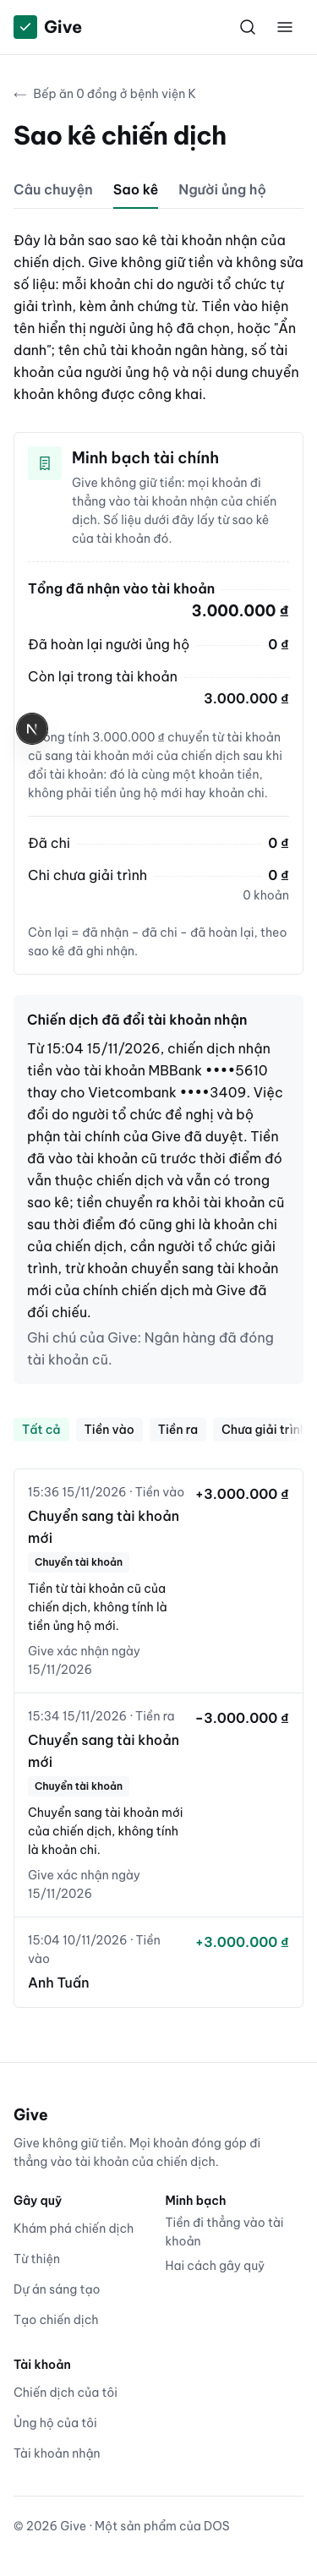 Give
← Bếp ăn 0 đồng ở bệnh viện K
Sao kê chiến dịch
Câu chuyện Sao kê Người ủng hộ
Đây là bản sao sao kê tài khoản nhận của
chiến dịch. Give không giữ tiền và không sửa
số liệu: mỗi khoản chi do người tổ chức tự
giải trình, kèm ảnh chứng từ. Tiền vào hiện
tên hiển thị người ủng hộ đã chọn, hoặc "Ẩn
danh"; tên chủ tài khoản ngân hàng, số tài
khoản của người ủng hộ và nội dung chuyển
khoản không được công khai.
Minh bạch tài chính
Give không giữ tiền: mọi khoản đi
thẳng vào tài khoản nhận của chiến
dịch. Số liệu dưới đây lấy từ sao kê
của tài khoản đó.
Tổng đã nhận vào tài khoản
3.000.000 ₫
Đã hoàn lại người ủng hộ 0 ₫
Còn lại trong tài khoản
3.000.000 ₫
N
ông tính 3.000.000 ₫ chuyển từ tài khoản
cũ sang tài khoản mới của chiến dịch sau khi
đổi tài khoản: đó là cùng một khoản tiền,
không phải tiền ủng hộ mới hay khoản chi.
Đã chi 0 ₫
Chi chưa giải trình 0 ₫
0 khoản
Còn lại = đã nhận - đã chi - đã hoàn lại, theo
sao kê đã ghi nhận.
Chiến dịch đã đổi tài khoản nhận
Từ 15:04 15/11/2026, chiến dịch nhận
tiền vào tài khoản MBBank ••••5610
thay cho Vietcombank ••••3409. Việc
đổi do người tổ chức đề nghị và bộ
phận tài chính của Give đã duyệt. Tiền
đã vào tài khoản cũ trước thời điểm đó
vẫn thuộc chiến dịch và vẫn có trong
sao kê; tiền chuyển ra khỏi tài khoản cũ
sau thời điểm đó cũng ghi là khoản chi
của chiến dịch, cần người tổ chức giải
trình, trừ khoản chuyển sang tài khoản
mới của chính chiến dịch mà Give đã
đối chiếu.
Ghi chú của Give: Ngân hàng đã đóng
tài khoản cũ.
Tất cả Tiền vào Tiền ra Chưa giải trình
15:36 15/11/2026 · Tiền vào +3.000.000 ₫
Chuyển sang tài khoản
mới
Chuyển tài khoản
Tiền từ tài khoản cũ của
chiến dịch, không tính là
tiền ủng hộ mới.
Give xác nhận ngày
15/11/2026
15:34 15/11/2026 · Tiền ra -3.000.000 ₫
Chuyển sang tài khoản
mới
Chuyển tài khoản
Chuyển sang tài khoản mới
của chiến dịch, không tính
là khoản chi.
Give xác nhận ngày
15/11/2026
15:04 10/11/2026 · Tiền +3.000.000 ₫
vào
Anh Tuấn
Give
Give không giữ tiền. Mọi khoản đóng góp đi
thẳng vào tài khoản của chiến dịch.
Gây quỹ
Khám phá chiến dịch
Từ thiện
Dự án sáng tạo
Tạo chiến dịch
Minh bạch
Tiền đi thẳng vào tài
khoản
Hai cách gây quỹ
Tài khoản
Chiến dịch của tôi
Ủng hộ của tôi
Tài khoản nhận
© 2026 Give · Một sản phẩm của DOS